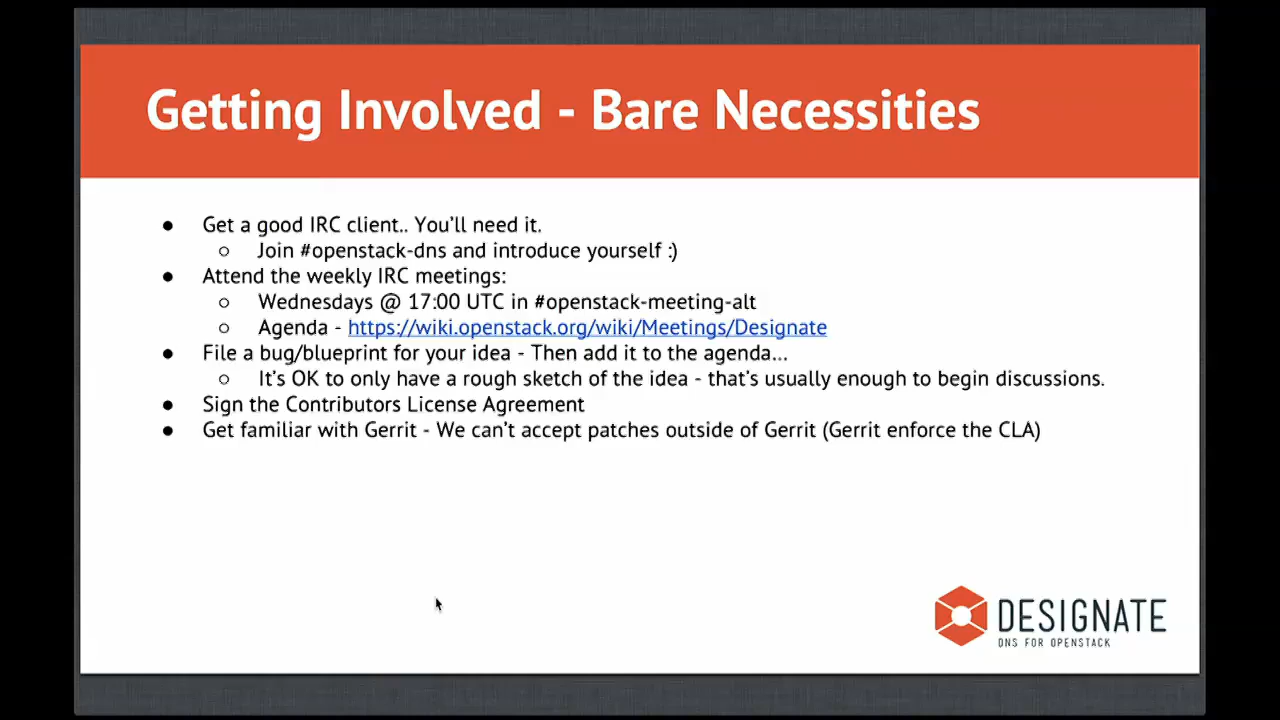 Getting Involved - Bare Necessities
● Get a good IRC client.. You'll need it.
○ Join #openstack-dns and introduce yourself :)
● Attend the weekly IRC meetings:
○ Wednesdays @ 17:00 UTC in #openstack-meeting-alt
○ Agenda - https://wiki.openstack.org/wiki/Meetings/Designate
● File a bug/blueprint for your idea - Then add it to the agenda...
○ It's OK to only have a rough sketch of the idea - that's usually enough to begin discussions.
● Sign the Contributors License Agreement
● Get familiar with Gerrit - We can't accept patches outside of Gerrit (Gerrit enforce the CLA)
DESIGNATE
DNS FOR OPENSTACK